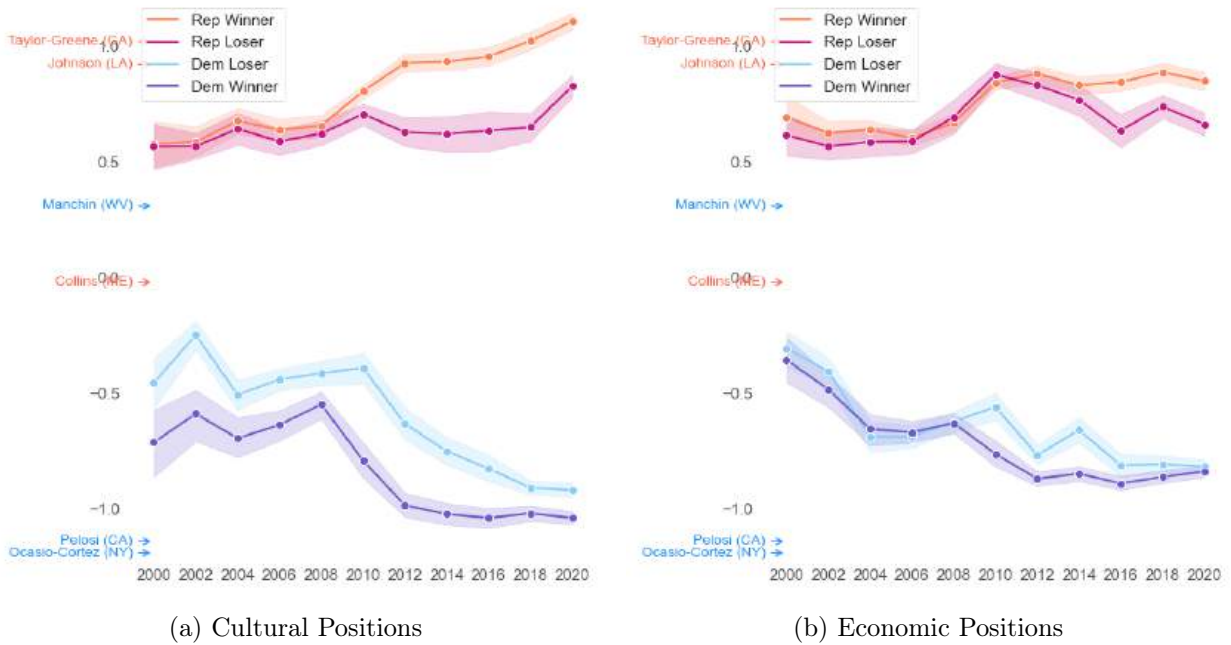 Rep Winner
Rep Loser
Dem Loser
Dem Winner
Taylor-Greene (GA)
1.0
Johnson (LA)
0.5
Manchin (WV)
0.0
Collins (ME)
−0.5
−1.0
Pelosi (CA)
Ocasio-Cortez (NY)
2000 2002 2004 2006 2008 2010 2012 2014 2016 2018 2020
(a) Cultural Positions
Rep Winner
Rep Loser
Dem Loser
Dem Winner
Taylor-Greene (GA)
1.0
Johnson (LA)
0.5
Manchin (WV)
0.0
Collins (ME)
−0.5
−1.0
Pelosi (CA)
Ocasio-Cortez (NY)
2000 2002 2004 2006 2008 2010 2012 2014 2016 2018 2020
(b) Economic Positions